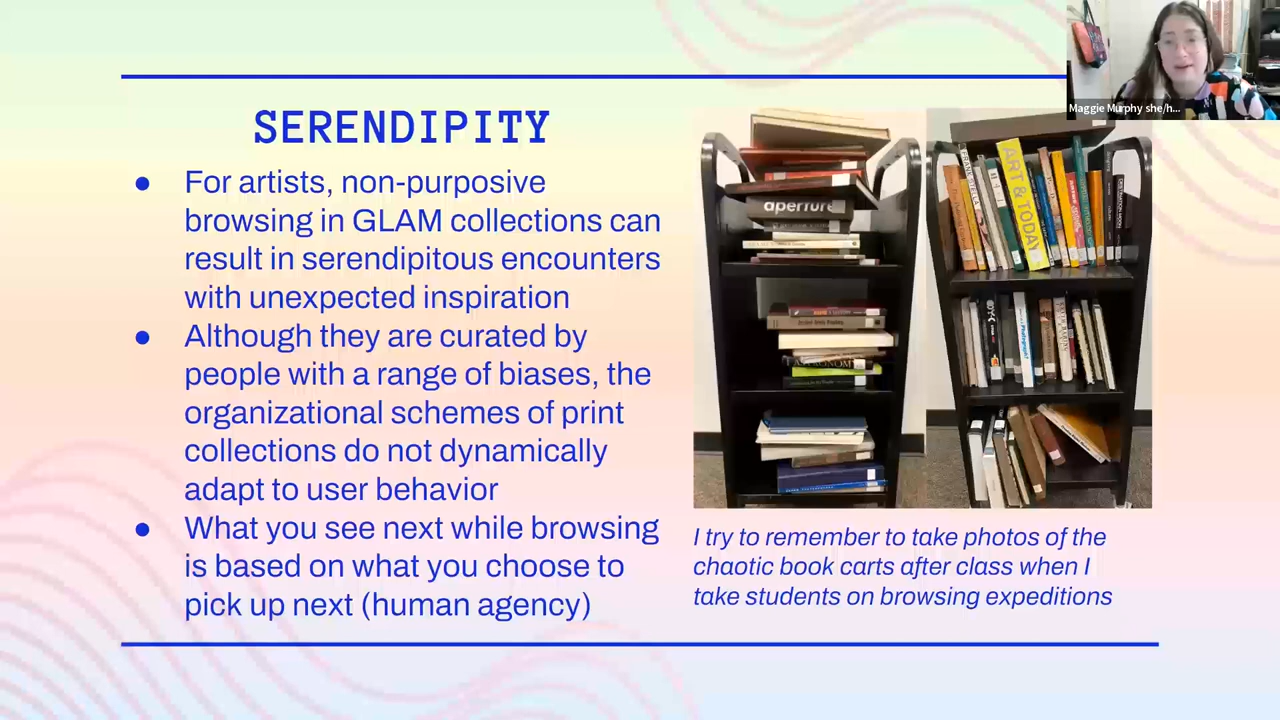 Maggie Murphy she/h...
SERENDIPITY
● For artists, non-purposive
browsing in GLAM collections can
result in serendipitous encounters
with unexpected inspiration
● Although they are curated by
people with a range of biases, the
organizational schemes of print
collections do not dynamically
adapt to user behavior
● What you see next while browsing
is based on what you choose to
pick up next (human agency)
aperture
ART & TODAY
I try to remember to take photos of the
chaotic book carts after class when I
take students on browsing expeditions